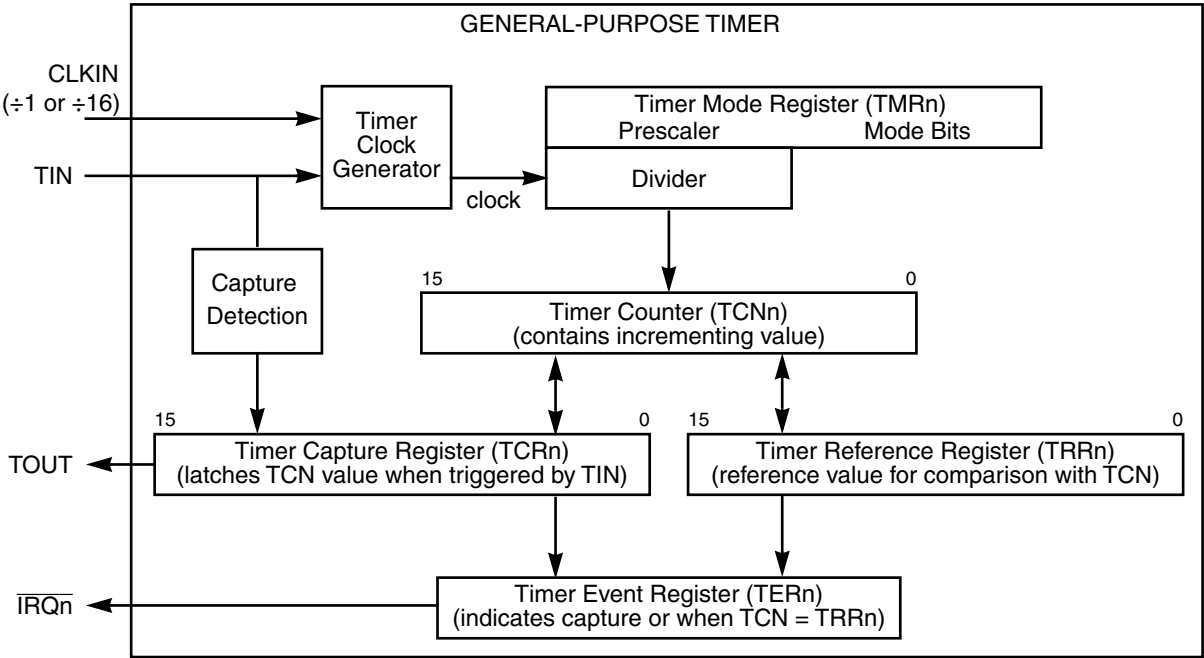 GENERAL-PURPOSE TIMER
CLKIN
(÷1 or ÷16)
TIN
Timer
Clock
Generator
clock
Timer Mode Register (TMRn)
Prescaler Mode Bits
Divider
Capture
Detection
15 0
Timer Counter (TCNn)
(contains incrementing value)
15 0
Timer Capture Register (TCRn)
(latches TCN value when triggered by TIN)
15 0
Timer Reference Register (TRRn)
(reference value for comparison with TCN)
TOUT
Timer Event Register (TERn)
(indicates capture or when TCN = TRRn)
IRQn